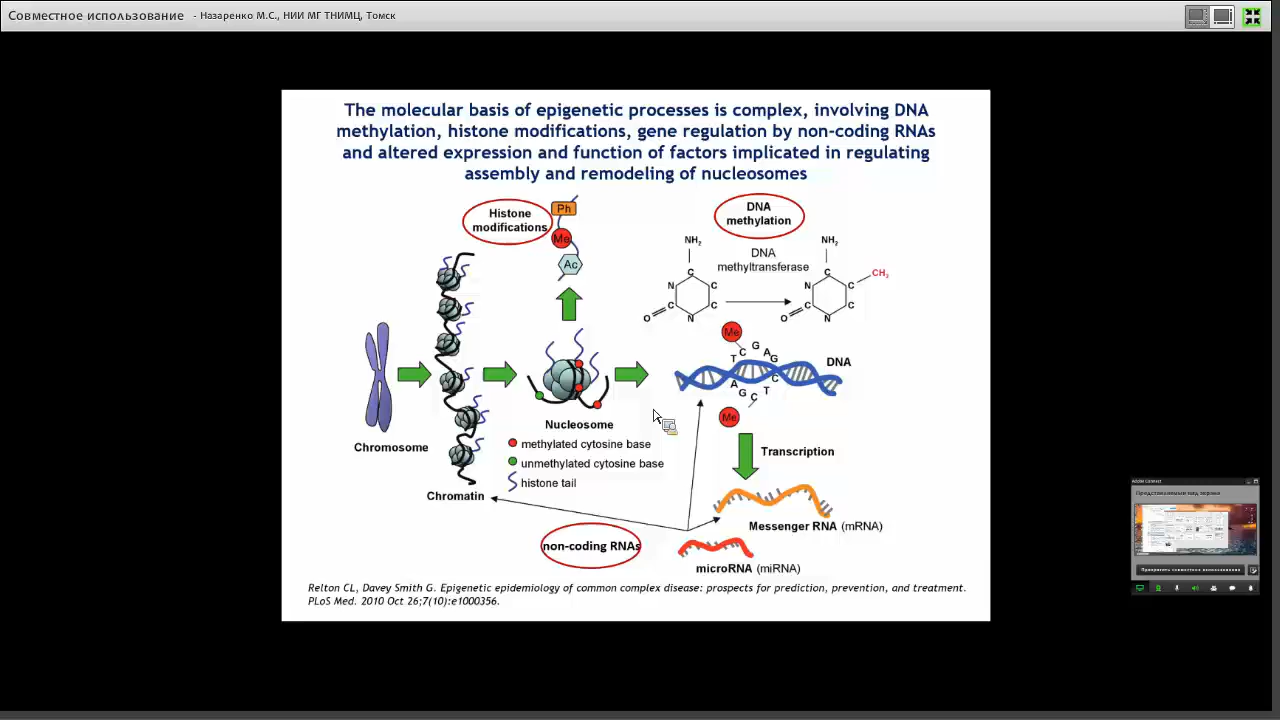 Совместное использование - Назаренко М.С., НИИ МГ ТНИМЦ, Томск
The molecular basis of epigenetic processes is complex, involving DNA
methylation, histone modifications, gene regulation by non-coding RNAs
and altered expression and function of factors implicated in regulating
assembly and remodeling of nucleosomes
Histone
modifications
Ph
Me
Ac
DNA
methylation
NH2
C
N
C
C
C
N
O
DNA
methyltransferase
NH2
C
N
C
C
C
N
O
CH3
Me
T C G A G
A G C T C
Me
DNA
Chromosome
Chromatin
Nucleosome
methylated cytosine base
unmethylated cytosine base
histone tail
Transcription
Messenger RNA (mRNA)
non-coding RNAs
microRNA (miRNA)
Relton CL, Davey Smith G. Epigenetic epidemiology of common complex disease: prospects for prediction, prevention, and treatment.
PLoS Med. 2010 Oct 26;7(10):e1000356.
Adobe Connect